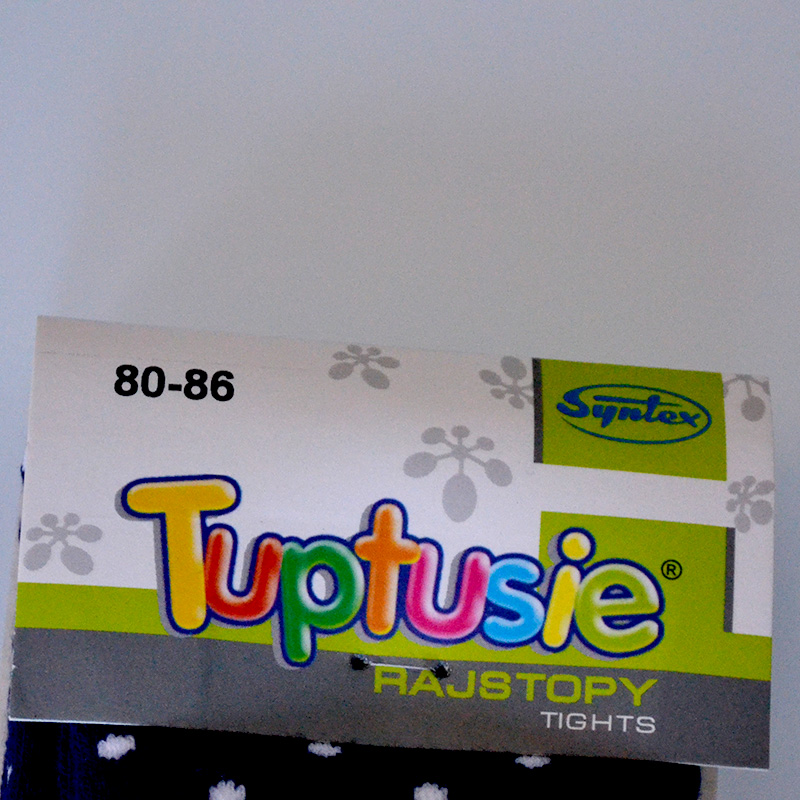 80-86
Syntex
Tuptusie®
RAJSTOPY
TIGHTS